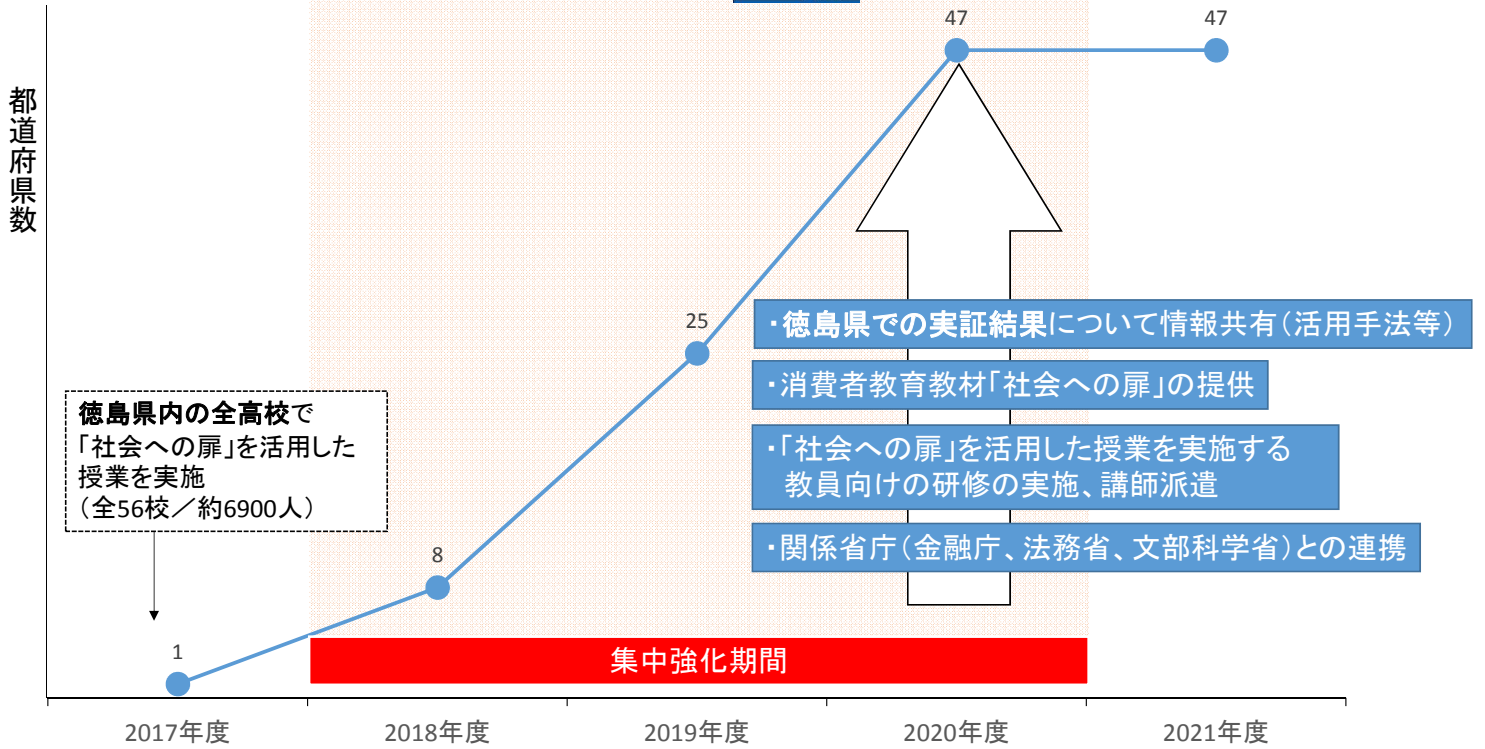 都道府県数
47
47
25
8
1
徳島県内の全高校で
「社会への扉」を活用した
授業を実施
（全56校／約6900人）
・徳島県での実証結果について情報共有（活用手法等）
・消費者教育教材「社会への扉」の提供
・「社会への扉」を活用した授業を実施する
教員向けの研修の実施、講師派遣
・関係省庁（金融庁、法務省、文部科学省）との連携
集中強化期間
2017年度
2018年度
2019年度
2020年度
2021年度